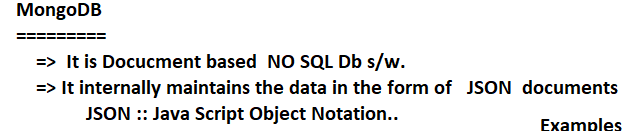 MongoDB
=========
=> It is Docucment based NO SQL Db s/w.
=> It internally maintains the data in the form of JSON documents
JSON :: Java Script Object Notation..
Examples